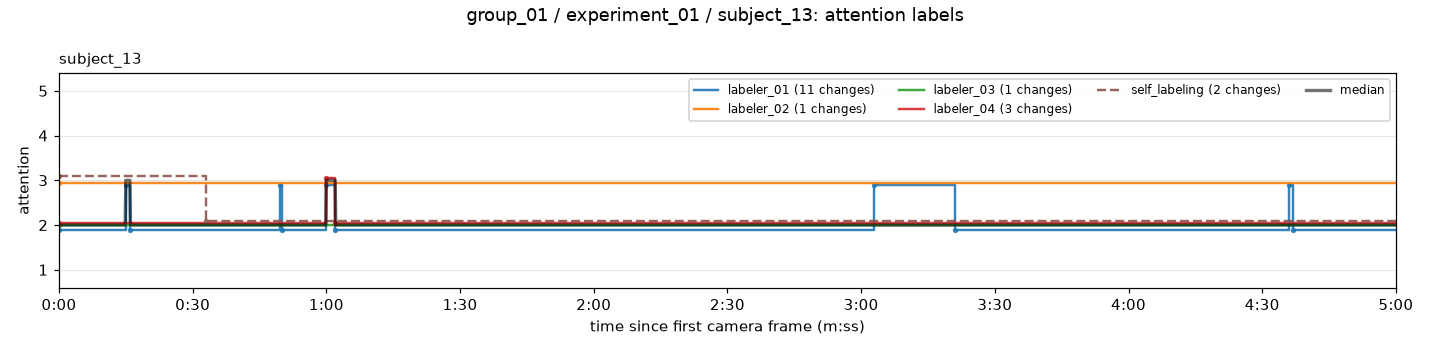 group_01 / experiment_01 / subject_13: attention labels
subject_13
labeler_01 (11 changes)
labeler_02 (1 changes)
labeler_03 (1 changes)
labeler_04 (3 changes)
self_labeling (2 changes)
median
attention
5
4
3
2
1
0:00 0:30 1:00 1:30 2:00 2:30 3:00 3:30 4:00 4:30 5:00
time since first camera frame (m:ss)